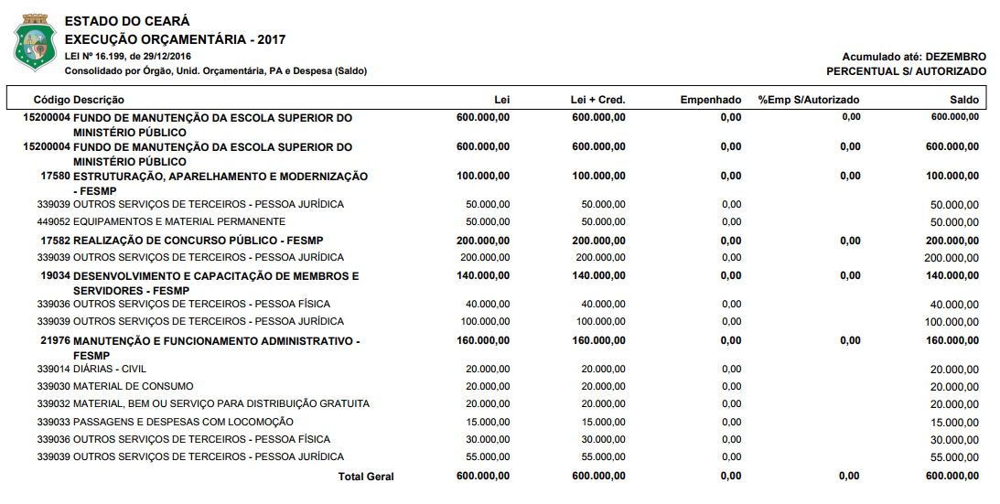 ESTADO DO CEARÁ
EXECUÇÃO ORÇAMENTÁRIA - 2017
LEI Nº 16.199, de 29/12/2016
Consolidado por Órgão, Unid. Orçamentária, PA e Despesa (Saldo)
Acumulado até: DEZEMBRO
PERCENTUAL S/ AUTORIZADO
Código Descrição Lei Lei + Cred. Empenhado %Emp S/Autorizado Saldo
15200004 FUNDO DE MANUTENÇÃO DA ESCOLA SUPERIOR DO 600.000,00 600.000,00 0,00 0,00 600.000,00
MINISTÉRIO PÚBLICO
15200004 FUNDO DE MANUTENÇÃO DA ESCOLA SUPERIOR DO 600.000,00 600.000,00 0,00 0,00 600.000,00
MINISTÉRIO PÚBLICO
17580 ESTRUTURAÇÃO, APARELHAMENTO E MODERNIZAÇÃO 100.000,00 100.000,00 0,00 0,00 100.000,00
- FESMP
339039 OUTROS SERVIÇOS DE TERCEIROS - PESSOA JURÍDICA 50.000,00 50.000,00 0,00 50.000,00
449052 EQUIPAMENTOS E MATERIAL PERMANENTE 50.000,00 50.000,00 0,00 50.000,00
17582 REALIZAÇÃO DE CONCURSO PÚBLICO - FESMP 200.000,00 200.000,00 0,00 0,00 200.000,00
339039 OUTROS SERVIÇOS DE TERCEIROS - PESSOA JURÍDICA 200.000,00 200.000,00 0,00 200.000,00
19034 DESENVOLVIMENTO E CAPACITAÇÃO DE MEMBROS E 140.000,00 140.000,00 0,00 0,00 140.000,00
SERVIDORES - FESMP
339036 OUTROS SERVIÇOS DE TERCEIROS - PESSOA FÍSICA 40.000,00 40.000,00 0,00 40.000,00
339039 OUTROS SERVIÇOS DE TERCEIROS - PESSOA JURÍDICA 100.000,00 100.000,00 0,00 100.000,00
21976 MANUTENÇÃO E FUNCIONAMENTO ADMINISTRATIVO - 160.000,00 160.000,00 0,00 0,00 160.000,00
FESMP
339014 DIÁRIAS - CIVIL 20.000,00 20.000,00 0,00 20.000,00
339030 MATERIAL DE CONSUMO 20.000,00 20.000,00 0,00 20.000,00
339032 MATERIAL, BEM OU SERVIÇO PARA DISTRIBUIÇÃO GRATUITA 20.000,00 20.000,00 0,00 20.000,00
339033 PASSAGENS E DESPESAS COM LOCOMOÇÃO 15.000,00 15.000,00 0,00 15.000,00
339036 OUTROS SERVIÇOS DE TERCEIROS - PESSOA FÍSICA 30.000,00 30.000,00 0,00 30.000,00
339039 OUTROS SERVIÇOS DE TERCEIROS - PESSOA JURÍDICA 55.000,00 55.000,00 0,00 55.000,00
Total Geral 600.000,00 600.000,00 0,00 0,00 600.000,00